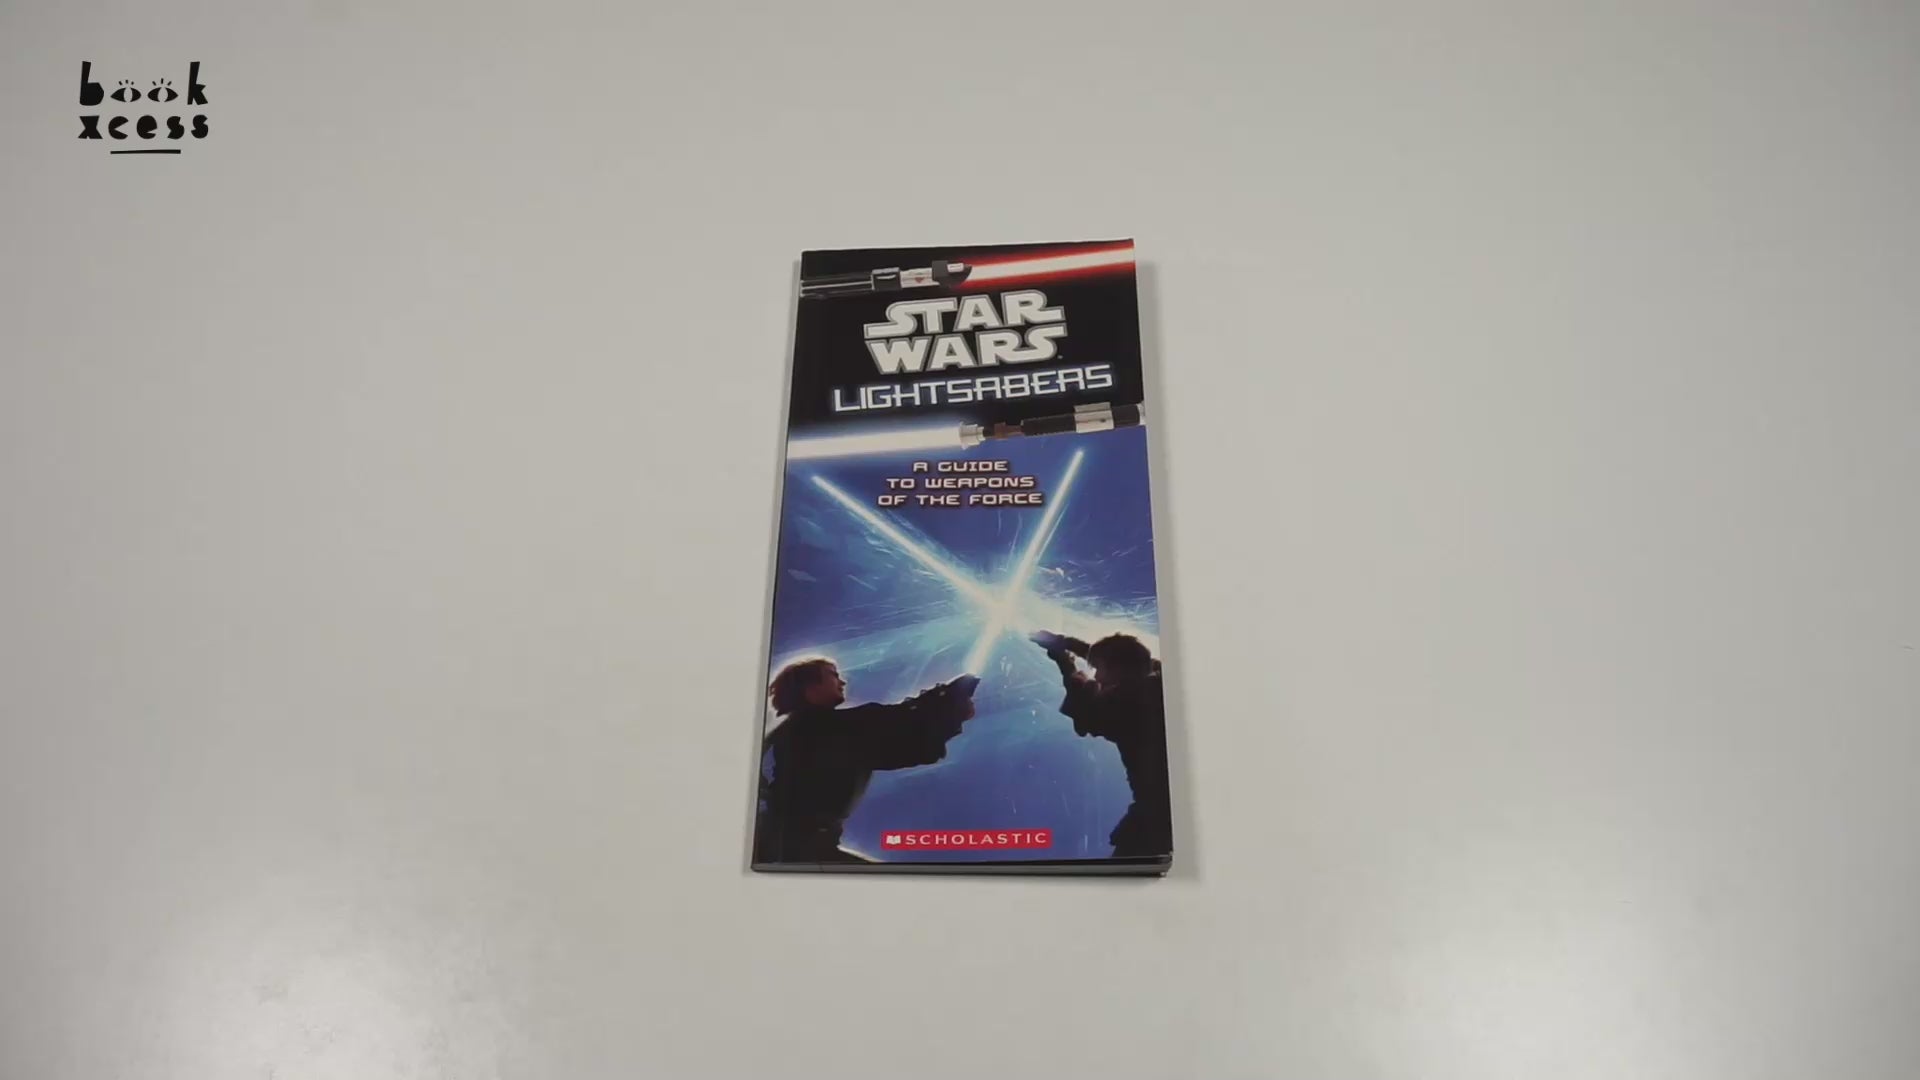 book
xcess
STAR
WARS
LIGHTSABERS
A GUIDE
TO WEAPONS
OF THE FORCE
SCHOLASTIC